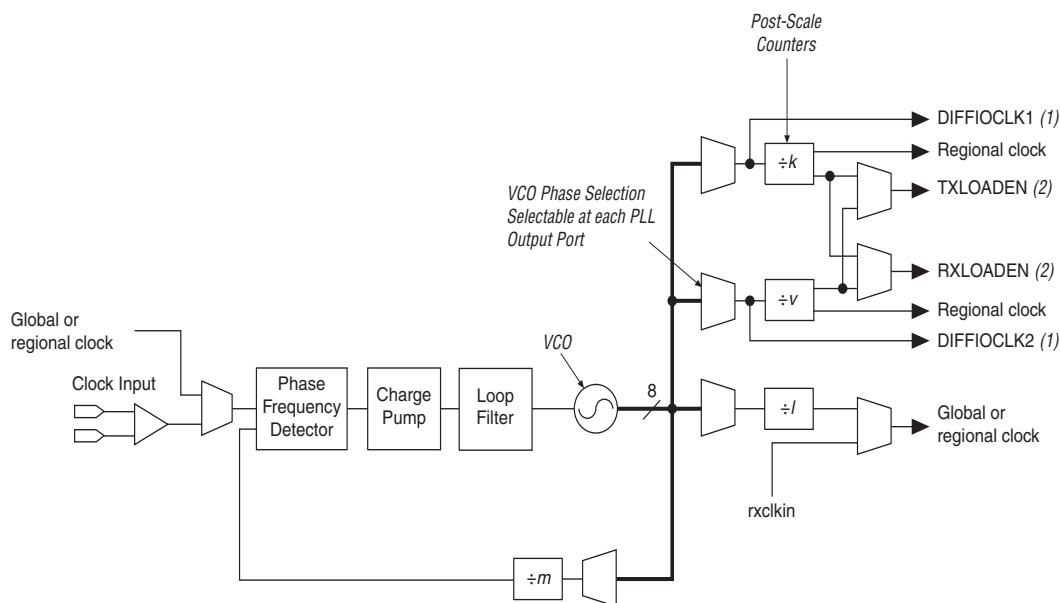 Post-Scale
Counters
DIFFIOCLK1 (1)
Regional clock
÷k
TXLOADEN (2)
VCO Phase Selection
Selectable at each PLL
Output Port
RXLOADEN (2)
÷v
Regional clock
DIFFIOCLK2 (1)
Global or
regional clock
VCO
Clock Input
Phase
Frequency
Detector
Charge
Pump
Loop
Filter
8
÷l
Global or
regional clock
rxclkin
÷m